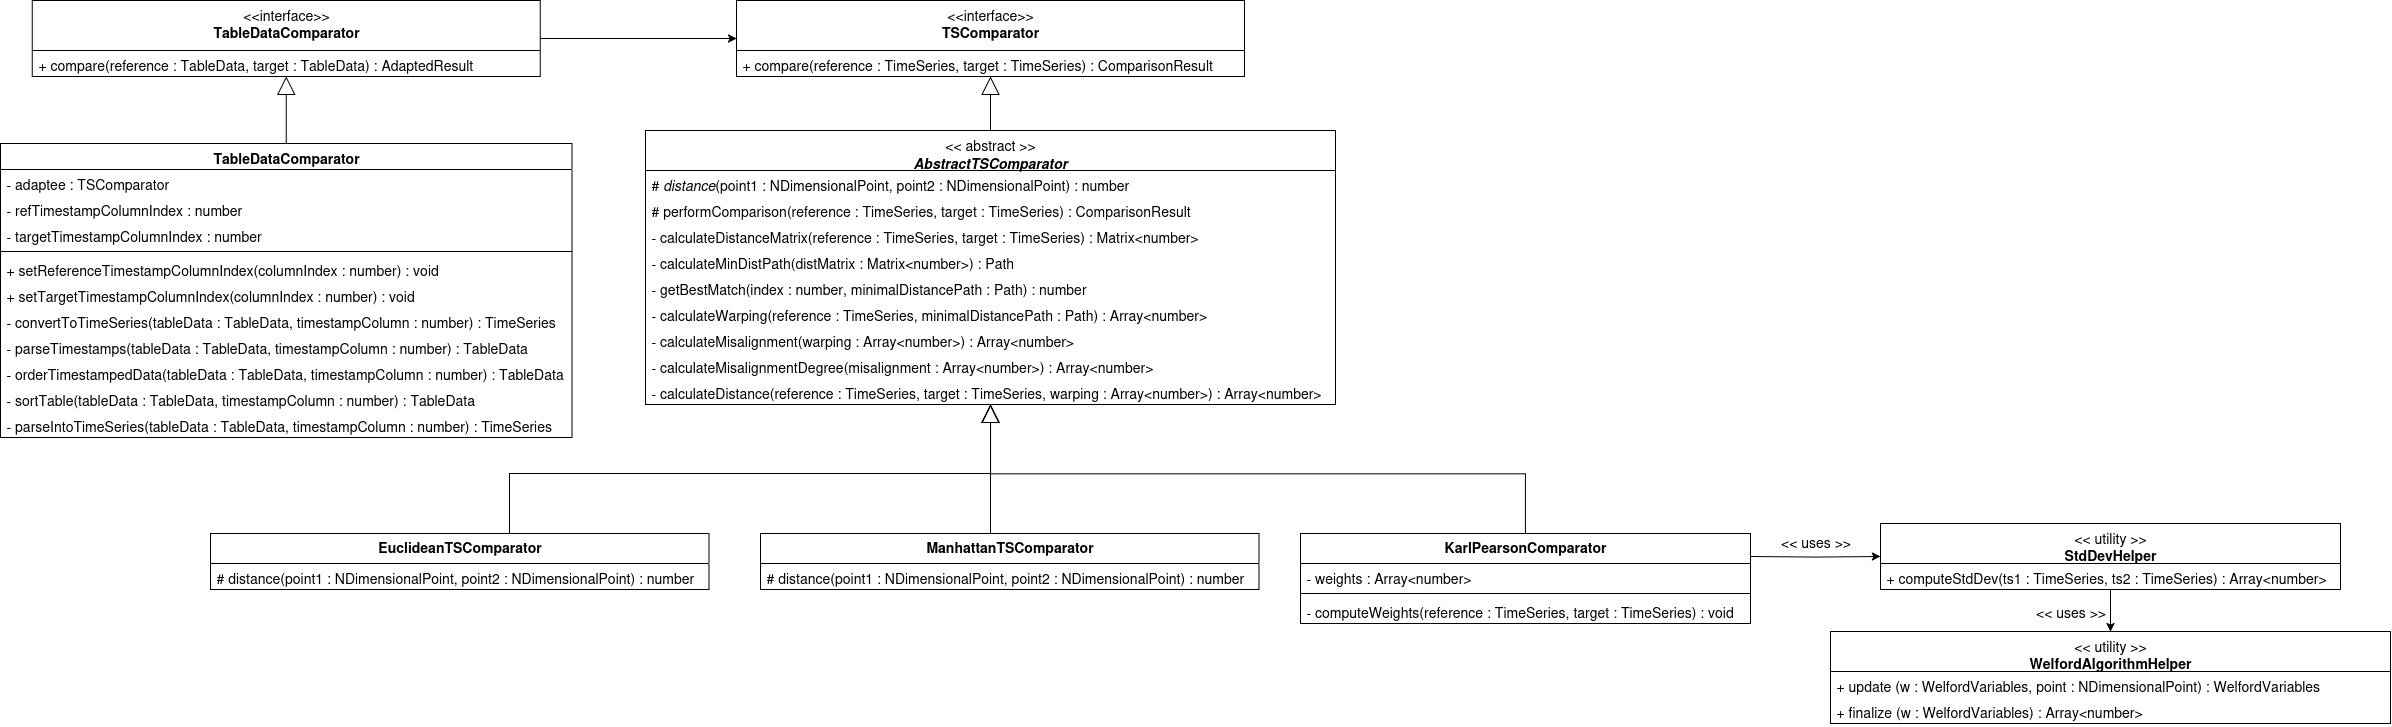 <<interface>>
TableDataComparator
+ compare(reference : TableData, target : TableData) : AdaptedResult
<<interface>>
TSComparator
+ compare(reference : TimeSeries, target : TimeSeries) : ComparisonResult
TableDataComparator
- adaptee : TSComparator
- refTimestampColumnIndex : number
- targetTimestampColumnIndex : number
+ setReferenceTimestampColumnIndex(columnIndex : number) : void
+ setTargetTimestampColumnIndex(columnIndex : number) : void
- convertToTimeSeries(tableData : TableData, timestampColumn : number) : TimeSeries
- parseTimestamps(tableData : TableData, timestampColumn : number) : TableData
- orderTimestampedData(tableData : TableData, timestampColumn : number) : TableData
- sortTable(tableData : TableData, timestampColumn : number) : TableData
- parseIntoTimeSeries(tableData : TableData, timestampColumn : number) : TimeSeries
<< abstract >>
AbstractTSComparator
# distance(point1 : NDimensionalPoint, point2 : NDimensionalPoint) : number
# performComparison(reference : TimeSeries, target : TimeSeries) : ComparisonResult
- calculateDistanceMatrix(reference : TimeSeries, target : TimeSeries) : Matrix<number>
- calculateMinDistPath(distMatrix : Matrix<number>) : Path
- getBestMatch(index : number, minimalDistancePath : Path) : number
- calculateWarping(reference : TimeSeries, minimalDistancePath : Path) : Array<number>
- calculateMisalignment(warping : Array<number>) : Array<number>
- calculateMisalignmentDegree(misalignment : Array<number>) : Array<number>
- calculateDistance(reference : TimeSeries, target : TimeSeries, warping : Array<number>) : Array<number>
EuclideanTSComparator
# distance(point1 : NDimensionalPoint, point2 : NDimensionalPoint) : number
ManhattanTSComparator
# distance(point1 : NDimensionalPoint, point2 : NDimensionalPoint) : number
KarlPearsonComparator
- weights : Array<number>
- computeWeights(reference : TimeSeries, target : TimeSeries) : void
<< uses >>
<< utility >>
StdDevHelper
+ computeStdDev(ts1 : TimeSeries, ts2 : TimeSeries) : Array<number>
<< uses >>
<< utility >>
WelfordAlgorithmHelper
+ update (w : WelfordVariables, point : NDimensionalPoint) : WelfordVariables
+ finalize (w : WelfordVariables) : Array<number>